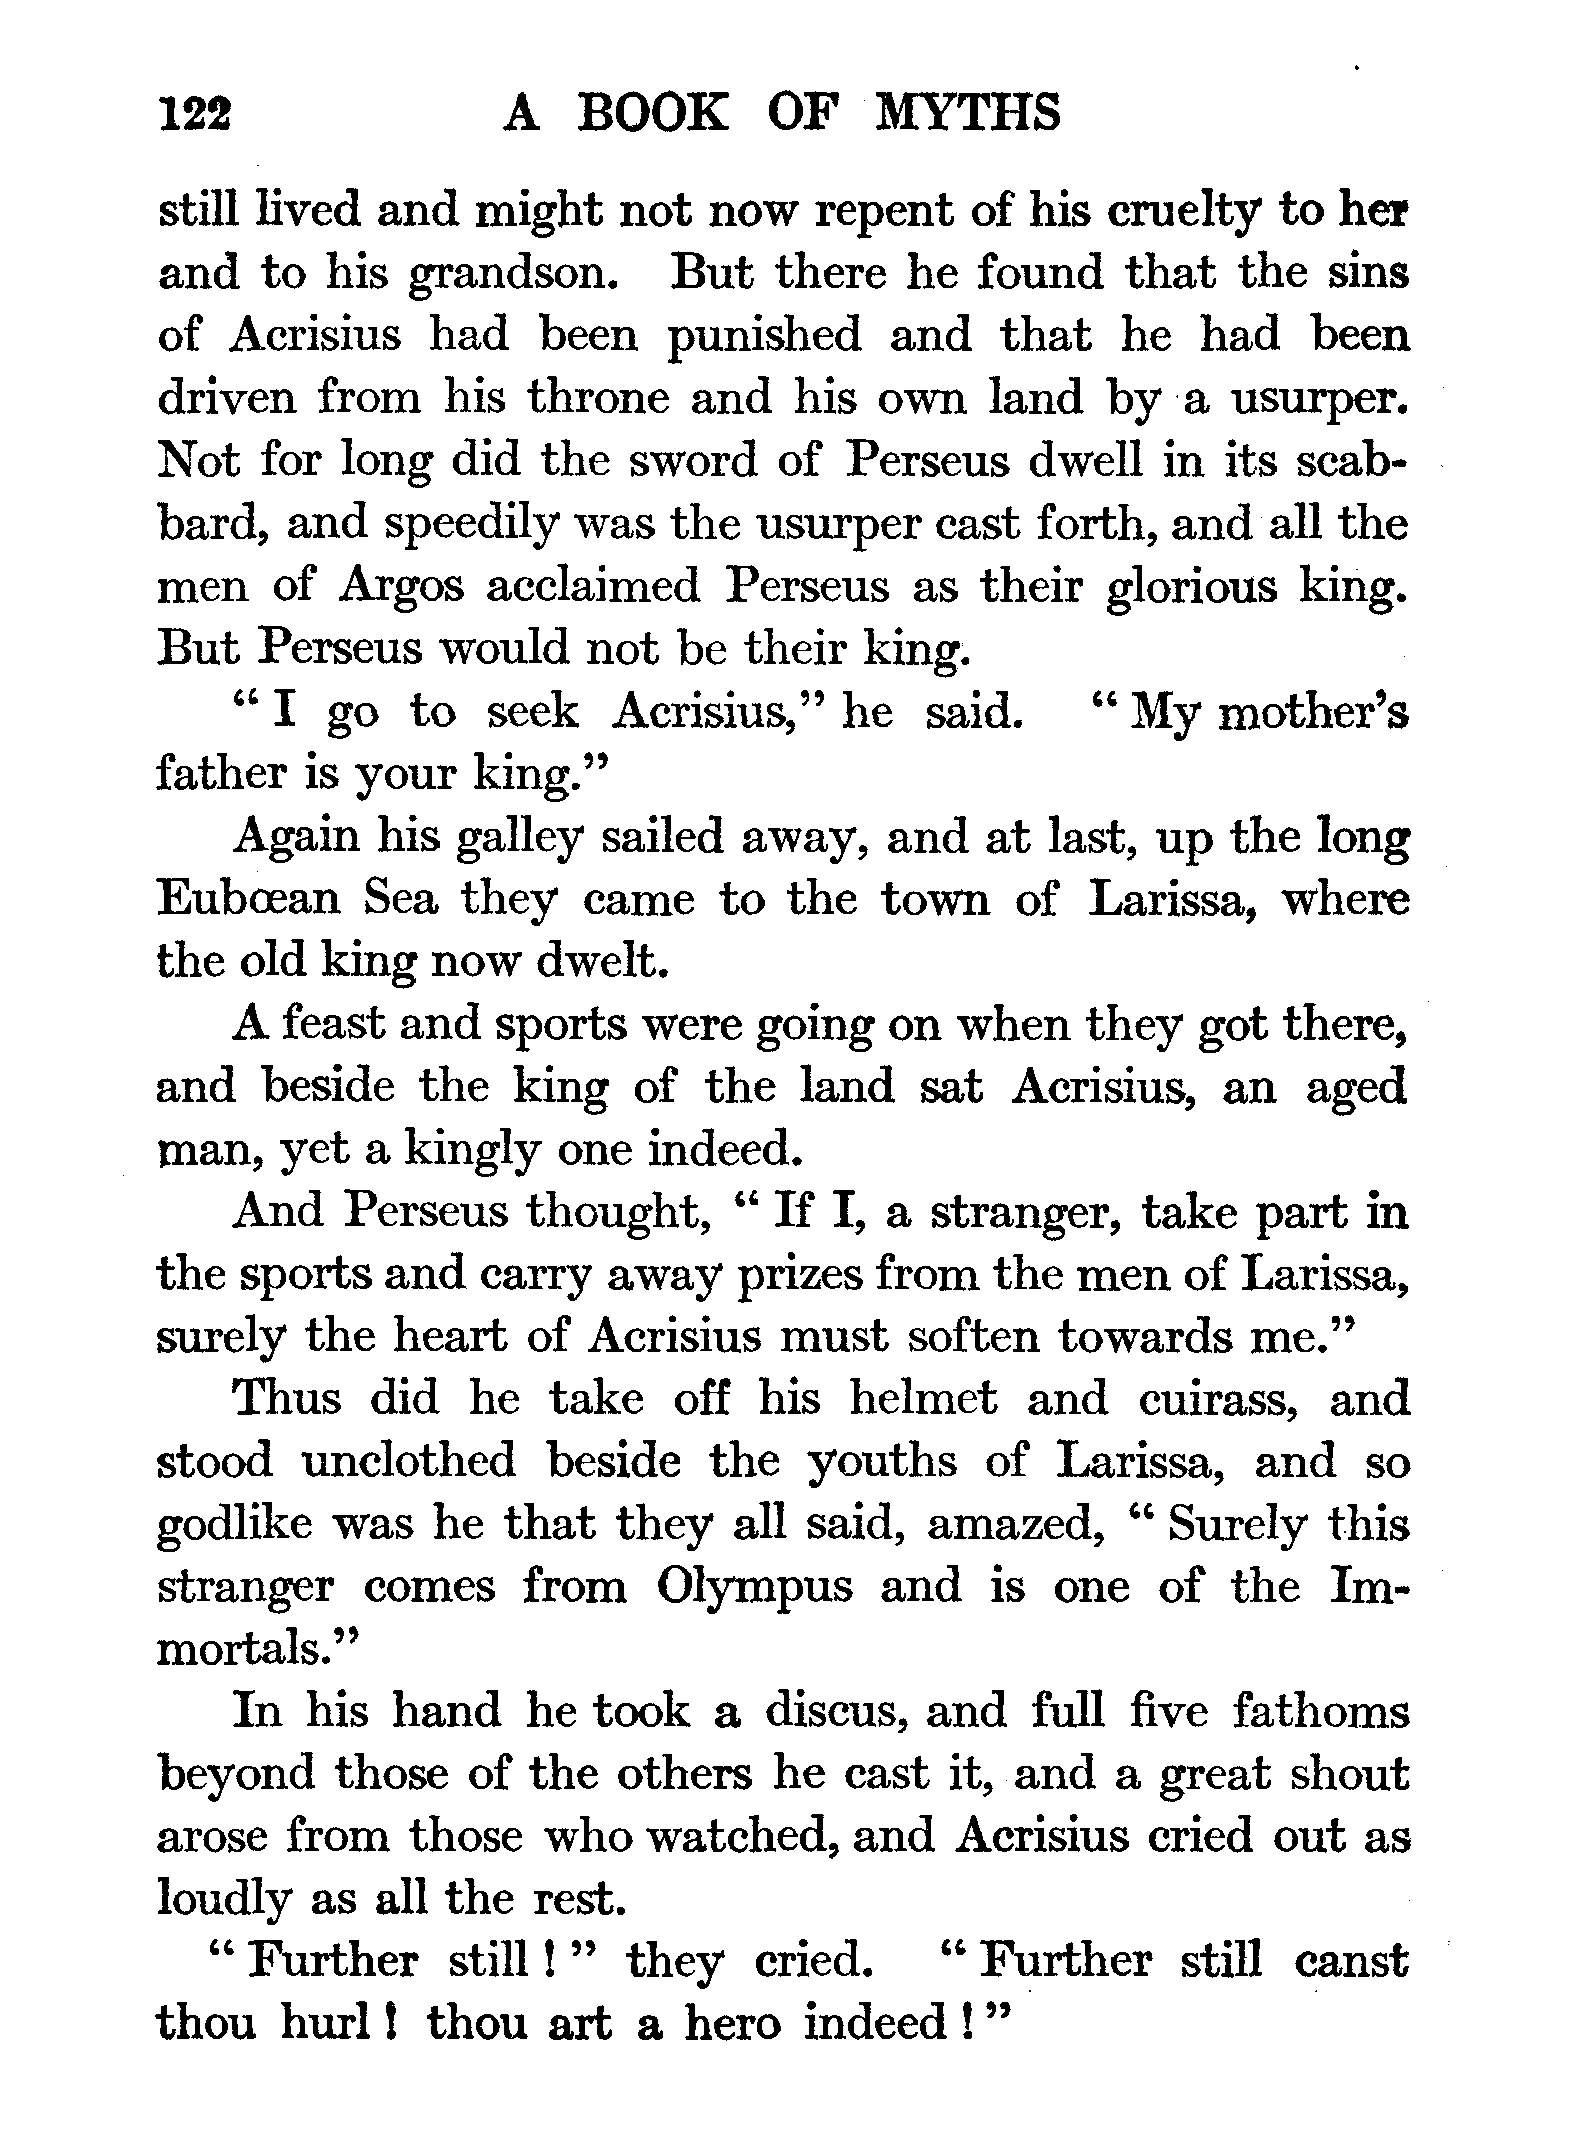 122 A BOOK OF MYTHS
still lived and might not now repent of his cruelty to her
and to his grandson. But there he found that the sins
of Acrisius had been punished and that he had been
driven from his throne and his own land by a usurper.
Not for long did the sword of Perseus dwell in its scab-
bard, and speedily was the usurper cast forth, and all the
men of Argos acclaimed Perseus as their glorious king.
But Perseus would not be their king.
“ I go to seek Acrisius,” he said. “ My mother’s
father is your king.”
Again his galley sailed away, and at last, up the long
Eubœan Sea they came to the town of Larissa, where
the old king now dwelt.
A feast and sports were going on when they got there,
and beside the king of the land sat Acrisius, an aged
man, yet a kingly one indeed.
And Perseus thought, “ If I, a stranger, take part in
the sports and carry away prizes from the men of Larissa,
surely the heart of Acrisius must soften towards me.”
Thus did he take off his helmet and cuirass, and
stood unclothed beside the youths of Larissa, and so
godlike was he that they all said, amazed, “ Surely this
stranger comes from Olympus and is one of the Im-
mortals.”
In his hand he took a discus, and full five fathoms
beyond those of the others he cast it, and a great shout
arose from those who watched, and Acrisius cried out as
loudly as all the rest.
“ Further still ! ” they cried. “ Further still canst
thou hurl ! thou art a hero indeed ! ”